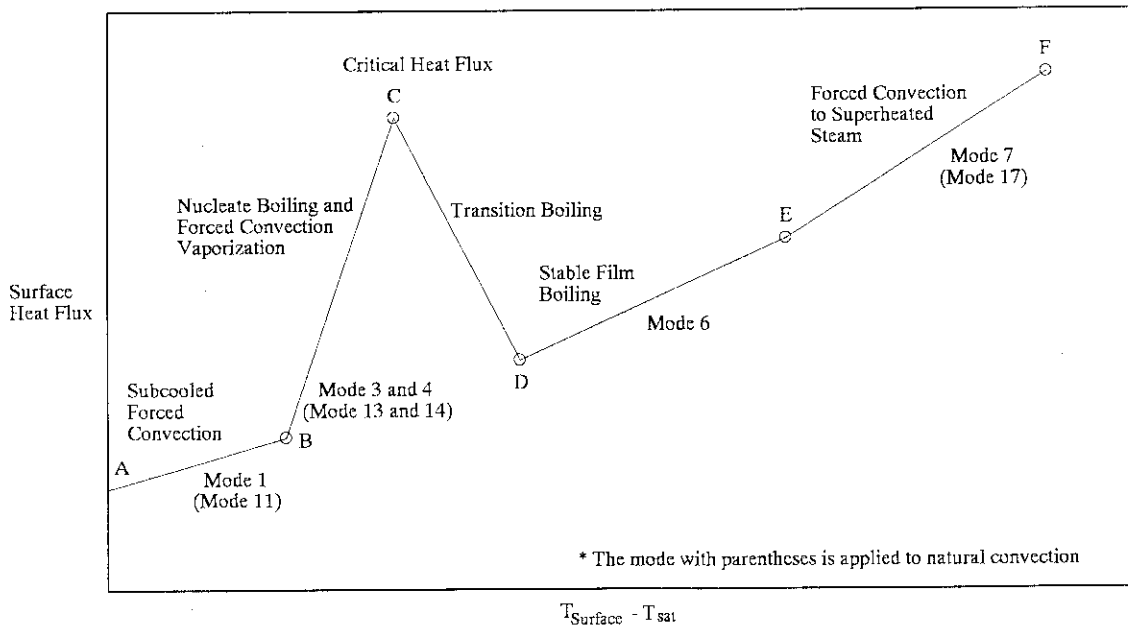 Critical Heat Flux
C
F
Forced Convection
to Superheated
Steam
Mode 7
(Mode 17)
Nucleate Boiling and
Forced Convection
Vaporization
Transition Boiling
E
Stable Film
Boiling
Mode 6
Surface
Heat Flux
D
Subcooled
Forced
Convection
Mode 3 and 4
(Mode 13 and 14)
B
A
Mode 1
(Mode 11)
* The mode with parentheses is applied to natural convection
TSurface - Tsat